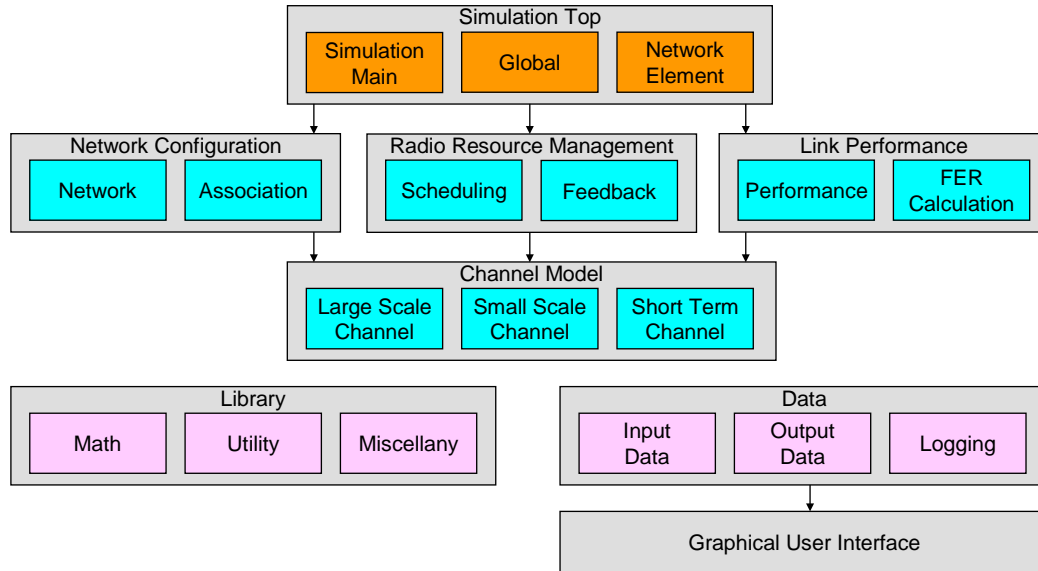 Simulation Top
Simulation
Main
Global
Network
Element
Network Configuration
Network
Association
Radio Resource Management
Scheduling
Feedback
Link Performance
Performance
FER
Calculation
Channel Model
Large Scale
Channel
Small Scale
Channel
Short Term
Channel
Library
Math
Utility
Miscellany
Data
Input
Data
Output
Data
Logging
Graphical User Interface